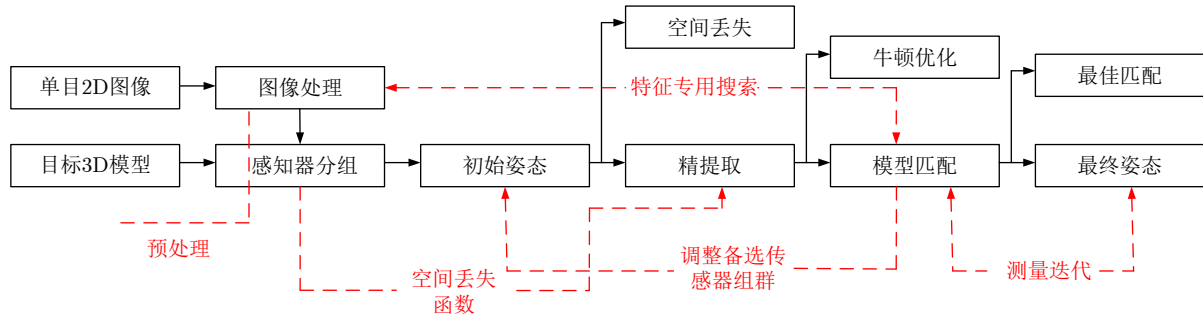 空间丢失
牛顿优化
单目2D图像
图像处理
特征专用搜索
最佳匹配
目标3D模型
感知器分组
初始姿态
精提取
模型匹配
最终姿态
预处理
空间丢失
函数
调整备选传
感器组群
测量迭代